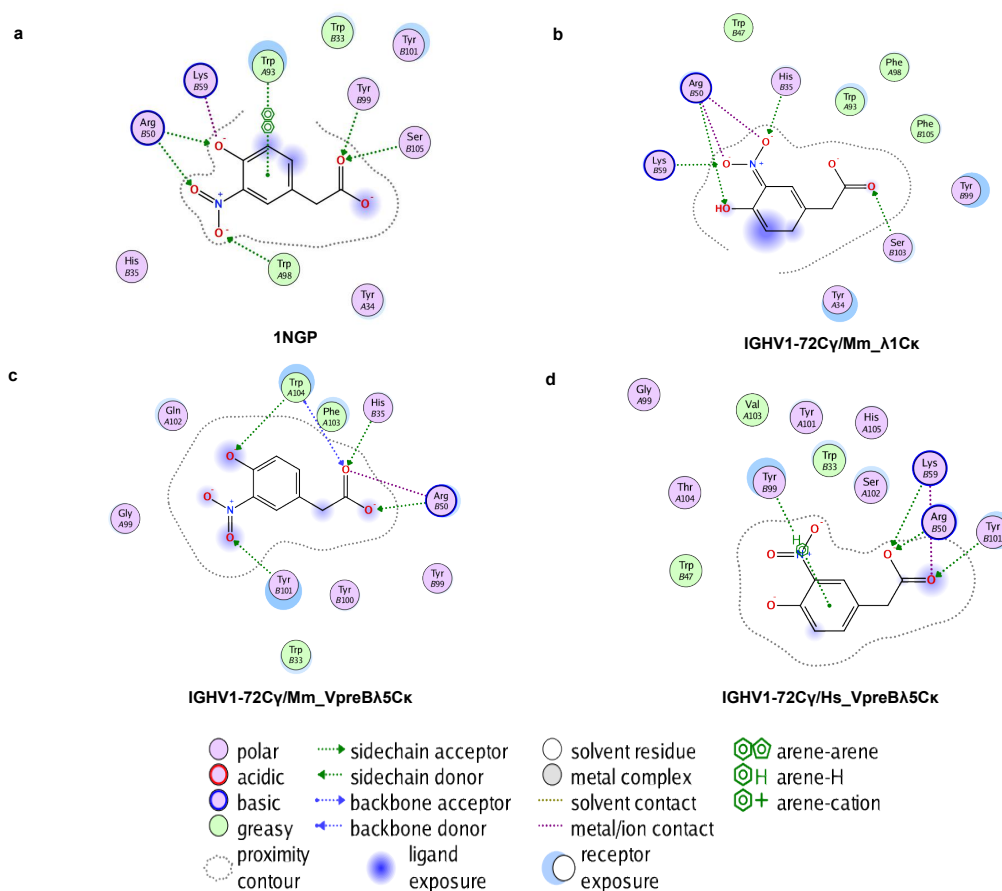 a
Trp
B33
Tyr
B101
Trp
A93
Lys
B59
Tyr
B99
Arg
B50
Ser
B105
O
-
O
O
+
N
O
-
O
-
His
B35
Trp
A98
Tyr
A34
1NGP
b
Trp
B47
Phe
A98
Arg
B50
His
B35
Trp
A93
Phe
B105
O
-
Lys
B59
-
O
N
+
O
-
O
HO
Tyr
B99
Ser
B103
Tyr
A34
IGHV1-72Cγ/Mm_λ1Cκ
c
Trp
A104
Gln
A102
Phe
A103
His
B35
O
O
-
O
N
+
O
-
O
Arg
B50
Gly
A99
Tyr
B101
Tyr
B100
Tyr
B99
Trp
B33
IGHV1-72Cγ/Mm_VpreBλ5Cκ
d
Gly
A99
Val
A103
Tyr
A101
His
A105
Trp
B33
Lys
B59
Tyr
B99
Ser
A102
Thr
A104
Arg
B50
Tyr
B101
H
O
-
O
N
O
O
Trp
B47
O
-
IGHV1-72Cγ/Hs_VpreBλ5Cκ
polar
sidechain acceptor
solvent residue
arene-arene
acidic
sidechain donor
metal complex
H
arene-H
basic
backbone acceptor
solvent contact
+
arene-cation
greasy
backbone donor
metal/ion contact
proximity
contour
ligand
exposure
receptor
exposure